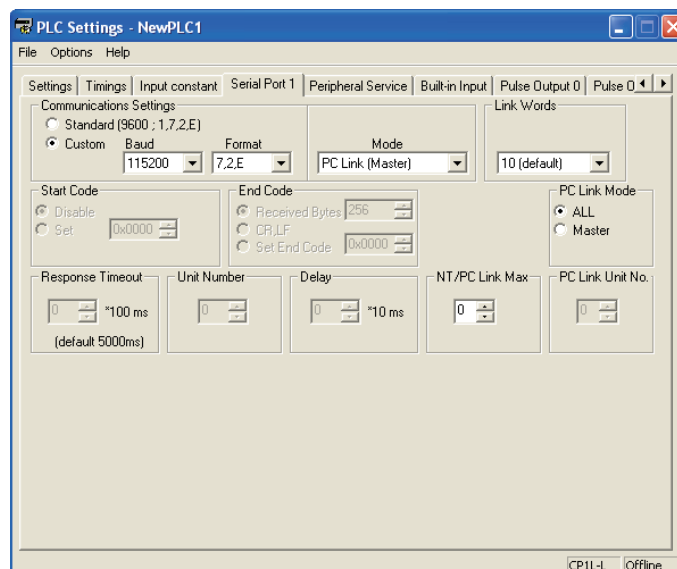 PLC Settings - NewPLC1
File Options Help
Settings Timings Input constant Serial Port 1 Peripheral Service Built-in Input Pulse Output 0 Pulse O
Communications Settings
Link Words
Standard (9600 ; 1,7,2,E)
Custom Baud Format Mode
115200 7,2,E PC Link (Master) 10 (default)
Start Code End Code PC Link Mode
Disable Received Bytes 256 ALL
Set 0x0000 CR,LF Master
Set End Code 0x0000
Response Timeout Unit Number Delay NT/PC Link Max PC Link Unit No.
0 *100 ms 0 0 *10 ms 0 0
(default 5000ms)
CP1L-L Offline